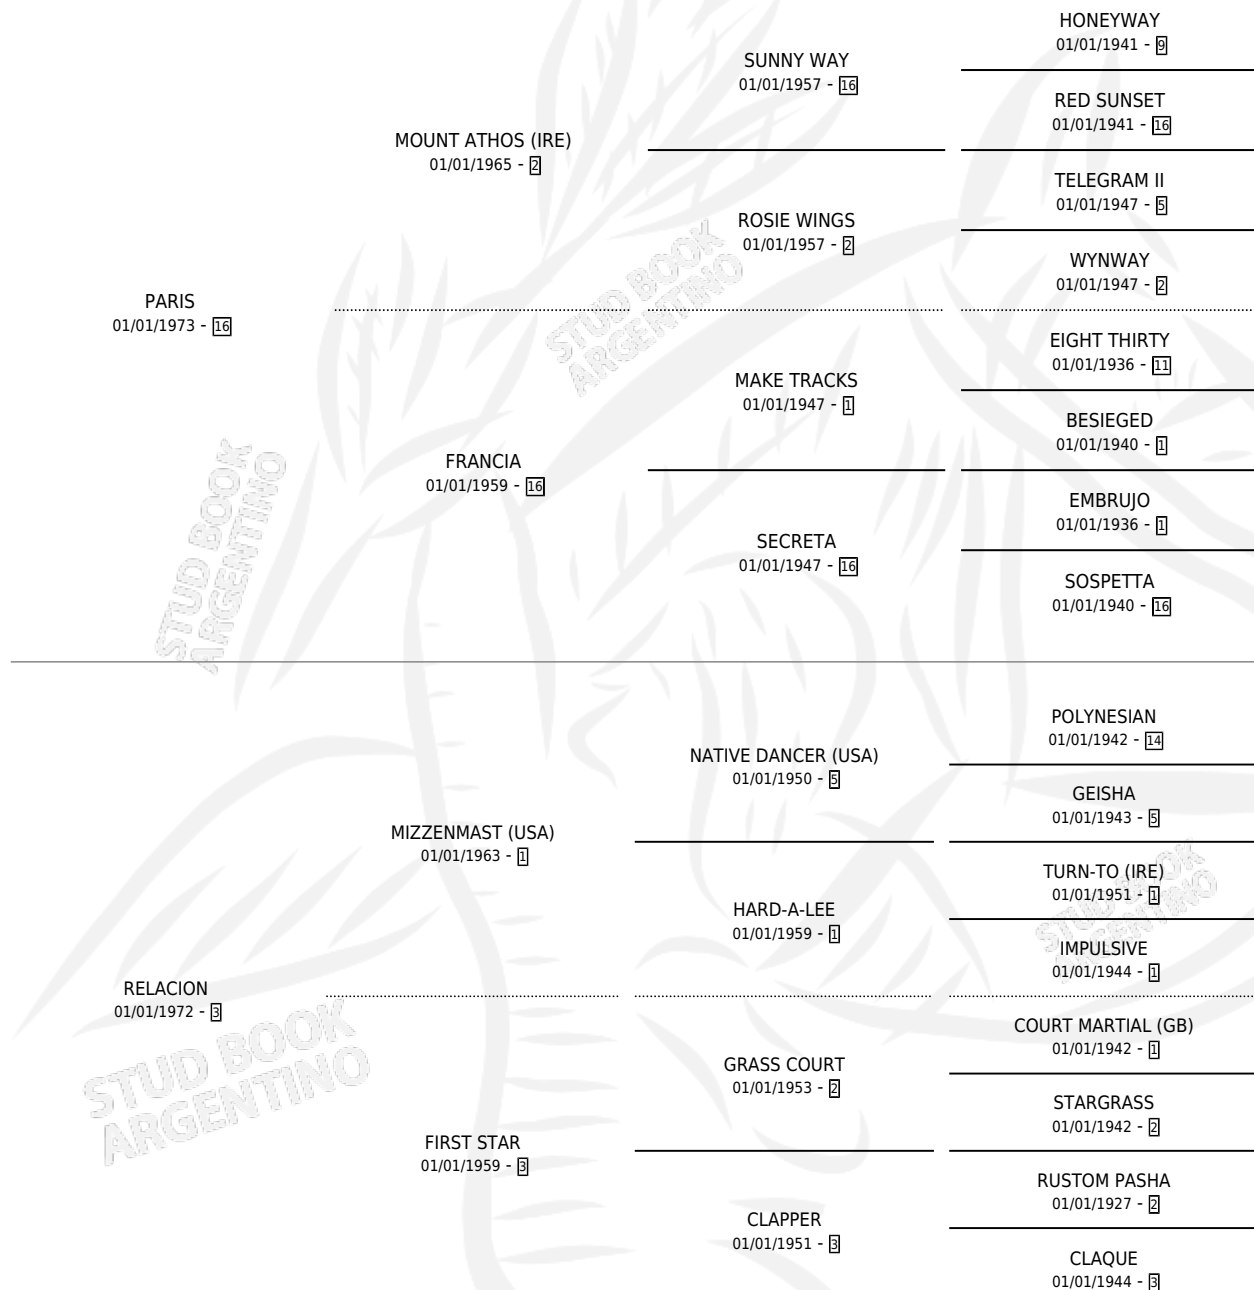 HONEYWAY
01/01/1941 - 9
SUNNY WAY
01/01/1957 - 16
RED SUNSET
01/01/1941 - 16
MOUNT ATHOS (IRE)
01/01/1965 - 2
TELEGRAM II
01/01/1947 - 5
ROSIE WINGS
01/01/1957 - 2
WYNWAY
01/01/1947 - 2
PARIS
01/01/1973 - 16
EIGHT THIRTY
01/01/1936 - 11
MAKE TRACKS
01/01/1947 - 1
BESIEGED
01/01/1940 - 1
FRANCIA
01/01/1959 - 16
EMBRUJO
01/01/1936 - 1
SECRETA
01/01/1947 - 16
SOSPETTA
01/01/1940 - 16
STUD BOOK
ARGENTINO
STUD BOOK
ARGENTINO
POLYNESIAN
01/01/1942 - 14
NATIVE DANCER (USA)
01/01/1950 - 5
GEISHA
01/01/1943 - 5
MIZZENMAST (USA)
01/01/1963 - 1
TURN-TO (IRE)
01/01/1951 - 1
HARD-A-LEE
01/01/1959 - 1
IMPULSIVE
01/01/1944 - 1
STUD BOOK
ARGENTINO
RELACION
01/01/1972 - 3
COURT MARTIAL (GB)
01/01/1942 - 1
GRASS COURT
01/01/1953 - 2
STARGRASS
01/01/1942 - 2
FIRST STAR
01/01/1959 - 3
RUSTOM PASHA
01/01/1927 - 2
CLAPPER
01/01/1951 - 3
CLAQUE
01/01/1944 - 3
STUD BOOK
ARGENTINO